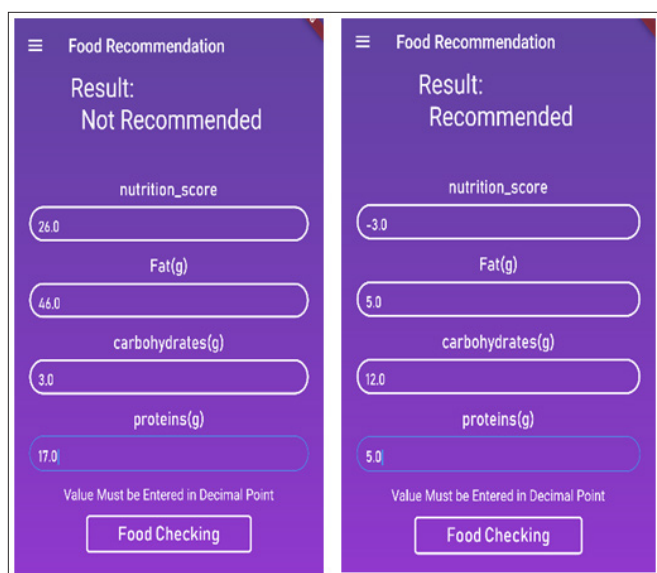 Food Recommendation
Result:
Not Recommended
nutrition_score
26.0
Fat(g)
46.0
carbohydrates(g)
3.0
proteins(g)
17.0
Value Must be Entered in Decimal Point
Food Checking
Food Recommendation
Result:
Recommended
nutrition_score
-3.0
Fat(g)
5.0
carbohydrates(g)
12.0
proteins(g)
5.0
Value Must be Entered in Decimal Point
Food Checking